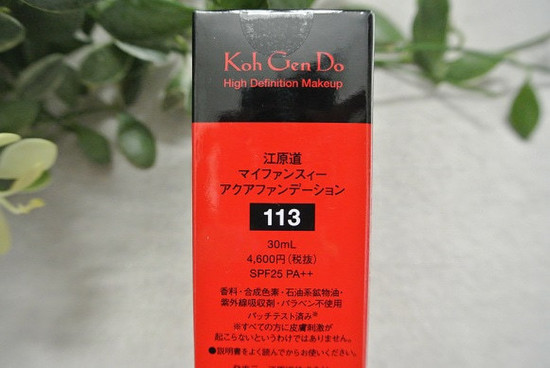 Koh Gen Do
High Definition Makeup
江原道
マイファンスィー
アクアファンデーション
113
30mL
4,600円(税抜)
SPF25 PA++
香料・合成色素・石油系鉱物油・
紫外線吸収剤・パラベン不使用
パッチテスト済み※
※すべての方に皮膚刺激が
起こらないというわけではありません。
●説明書をよく読んでからお使いください。